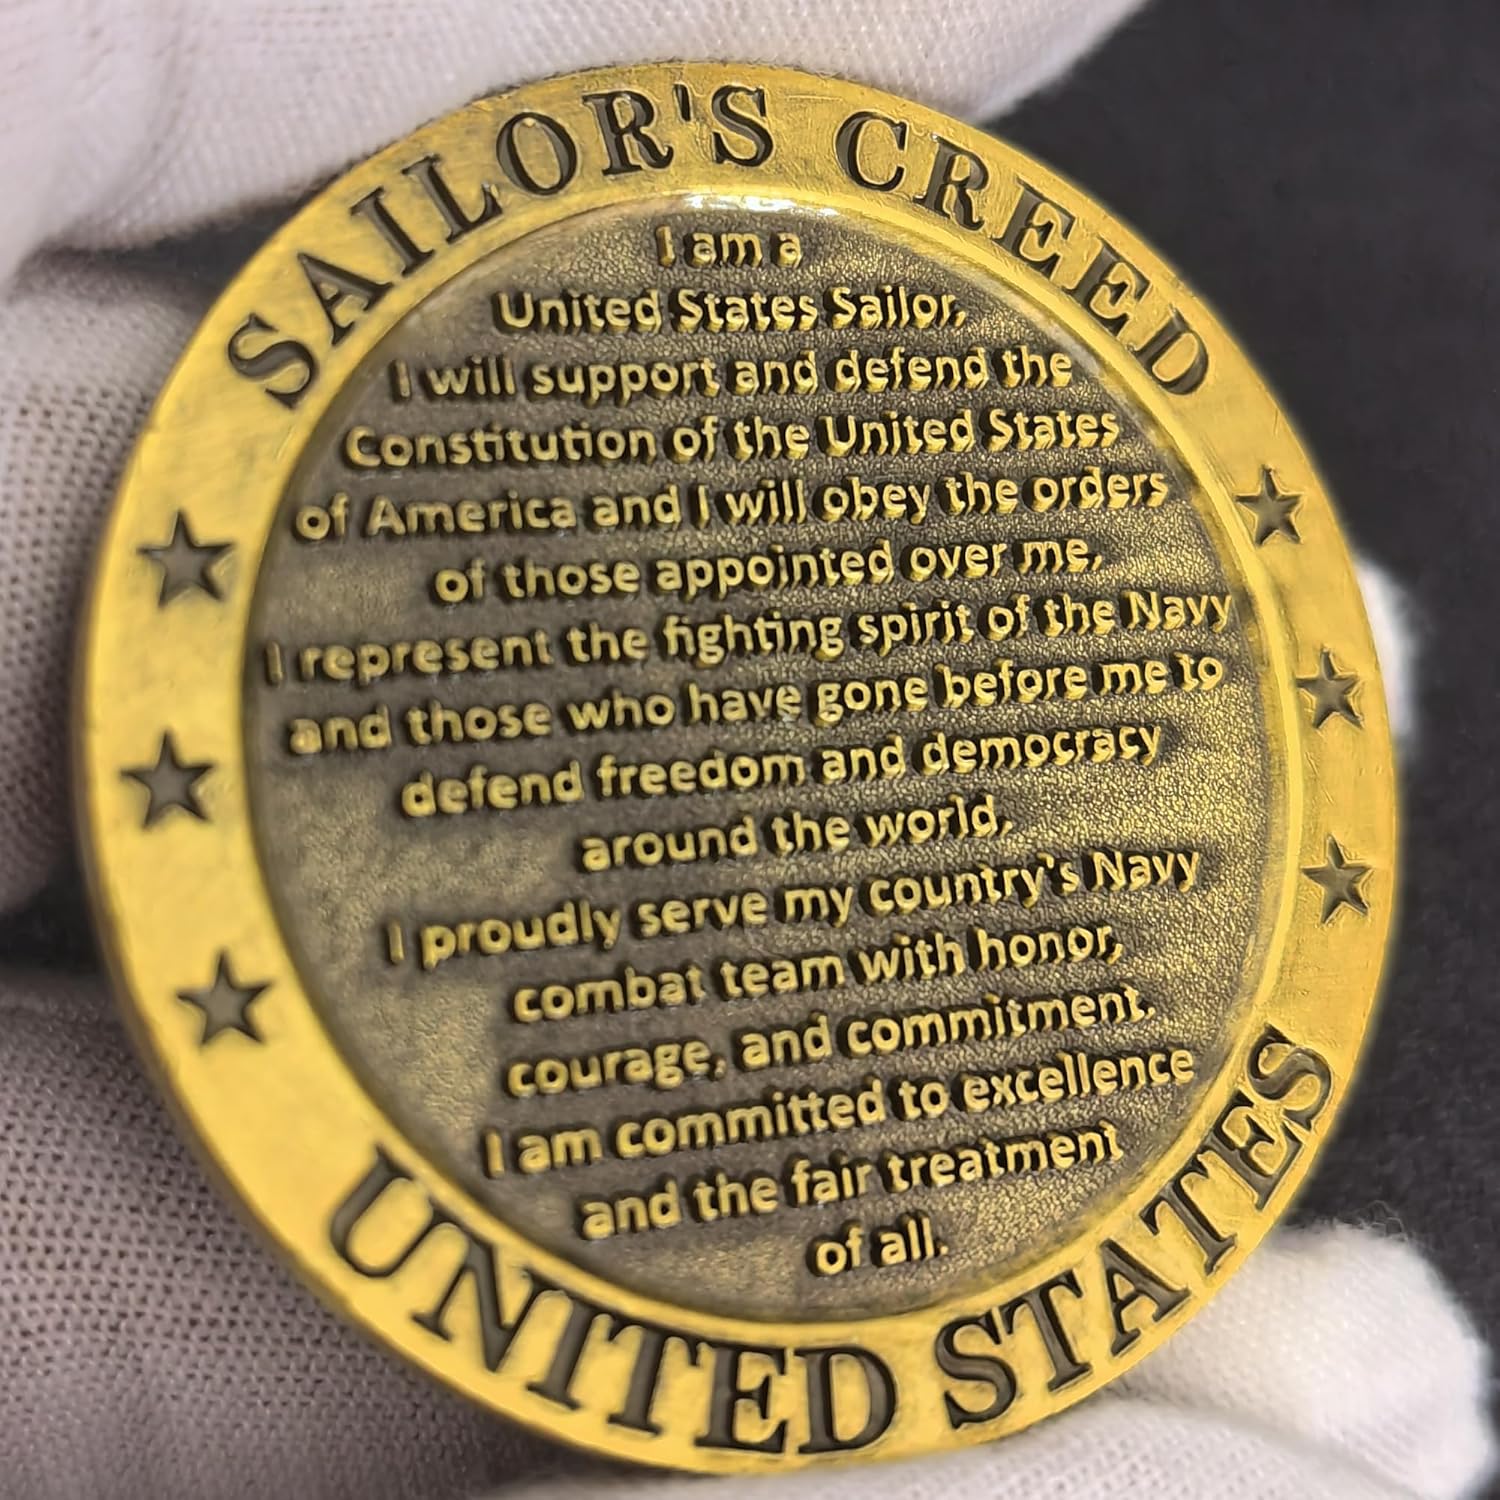 SAILOR'S CREED
I am a
United States Sailor,
I will support and defend the
Constitution of the United States
of America and I will obey the orders
of those appointed over me,
I represent the fighting spirit of the Navy
and those who have gone before me to
defend freedom and democracy
around the world,
I proudly serve my country's Navy
combat team with honor,
courage, and commitment.
I am committed to excellence
and the fair treatment
of all.
UNITED STATES